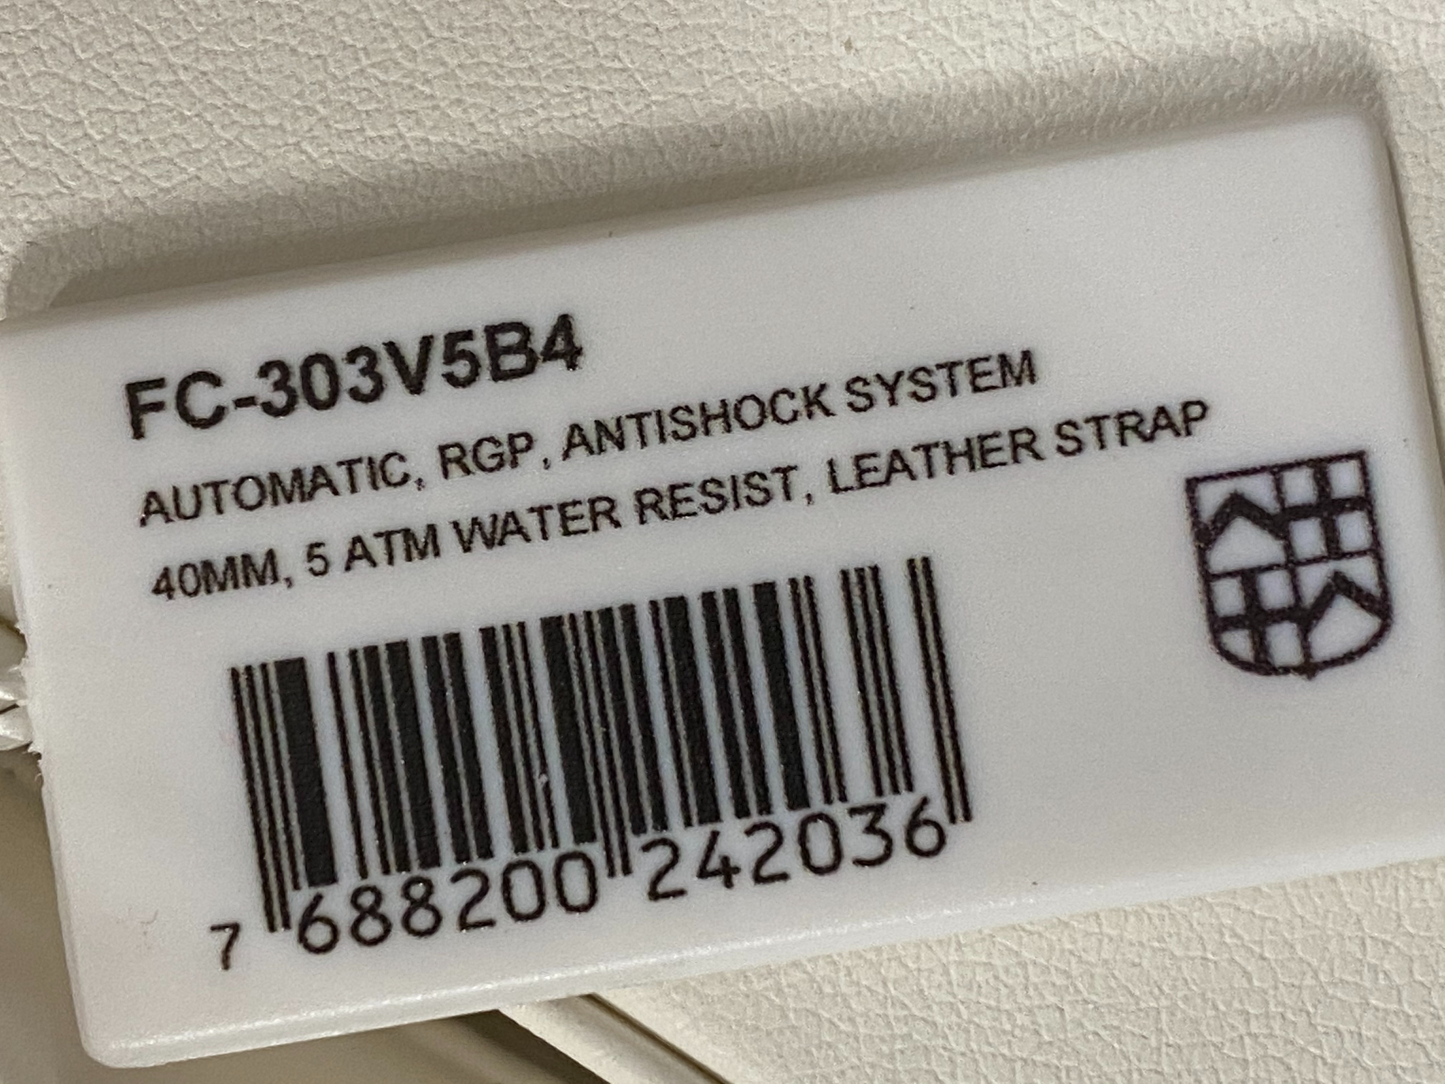 FC-303V5B4
AUTOMATIC, RGP, ANTISHOCK SYSTEM
40MM, 5 ATM WATER RESIST, LEATHER STRAP
7 688200 242036